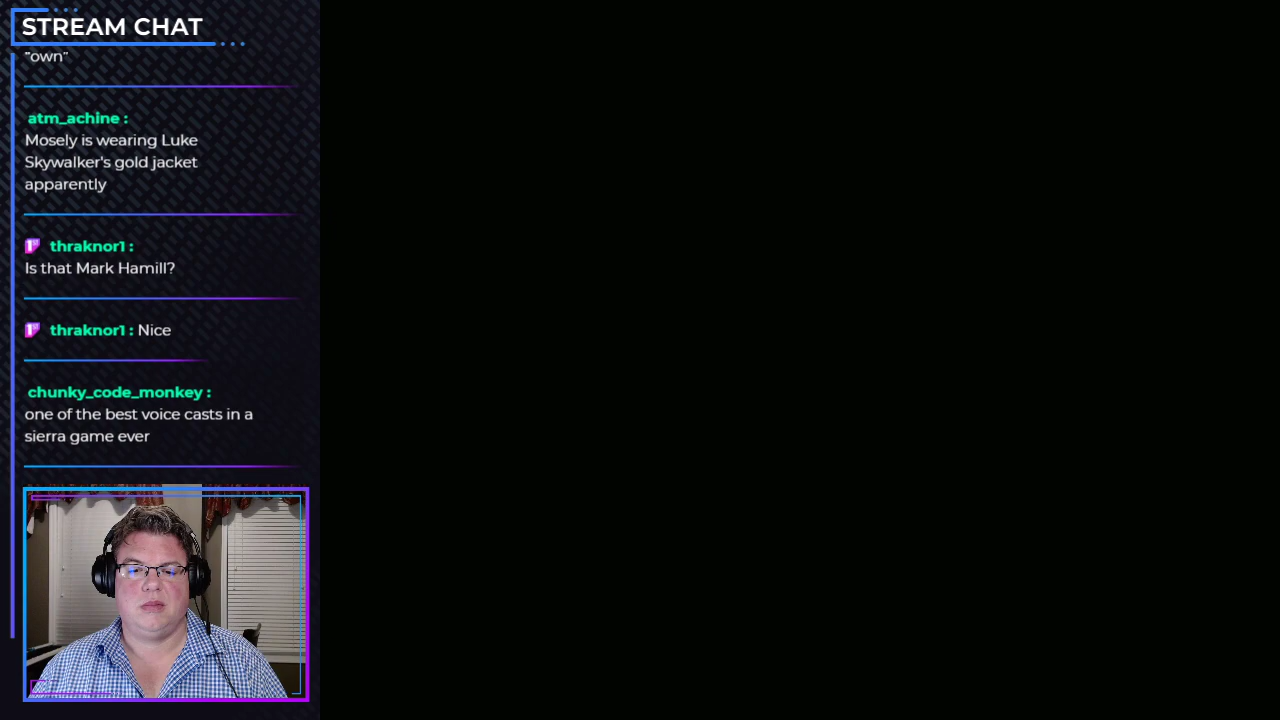 STREAM CHAT
"own"
atm_achine :
Mosely is wearing Luke
Skywalker's gold jacket
apparently
thraknor1 :
Is that Mark Hamill?
thraknor1 : Nice
chunky_code_monkey :
one of the best voice casts in a
sierra game ever